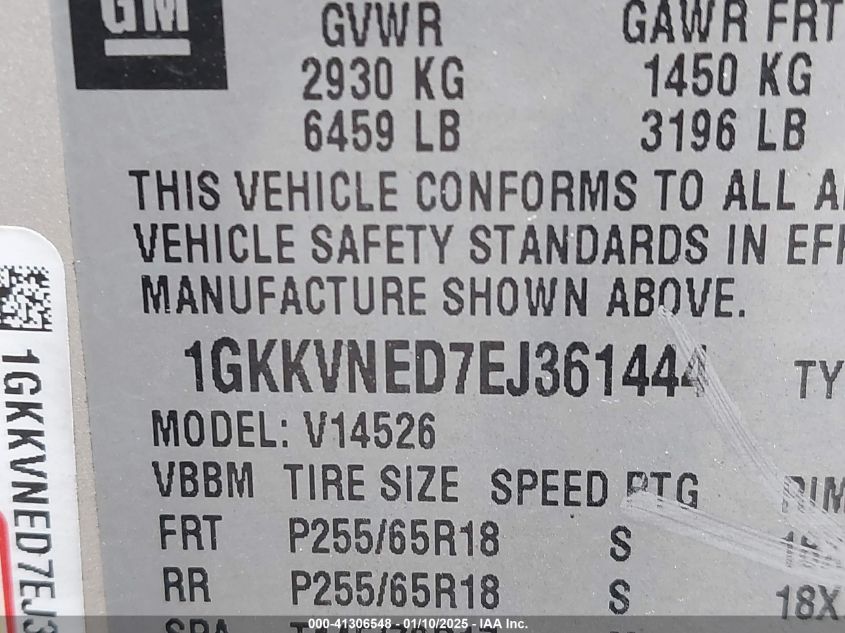 GM
GVWR GAWR FRT
2930 KG 1450 KG
6459 LB 3196 LB
THIS VEHICLE CONFORMS TO ALL
VEHICLE SAFETY STANDARDS IN
MANUFACTURE SHOWN ABOVE.
1GKKVNED7EJ361444
MODEL: V14526
VBBM TIRE SIZE SPEED RTG
FRT P255/65R18 S
RR P255/65R18 S 18X
1GKKVNED7EJ3
000-41306548 - 01/10/2025 - IAA Inc.